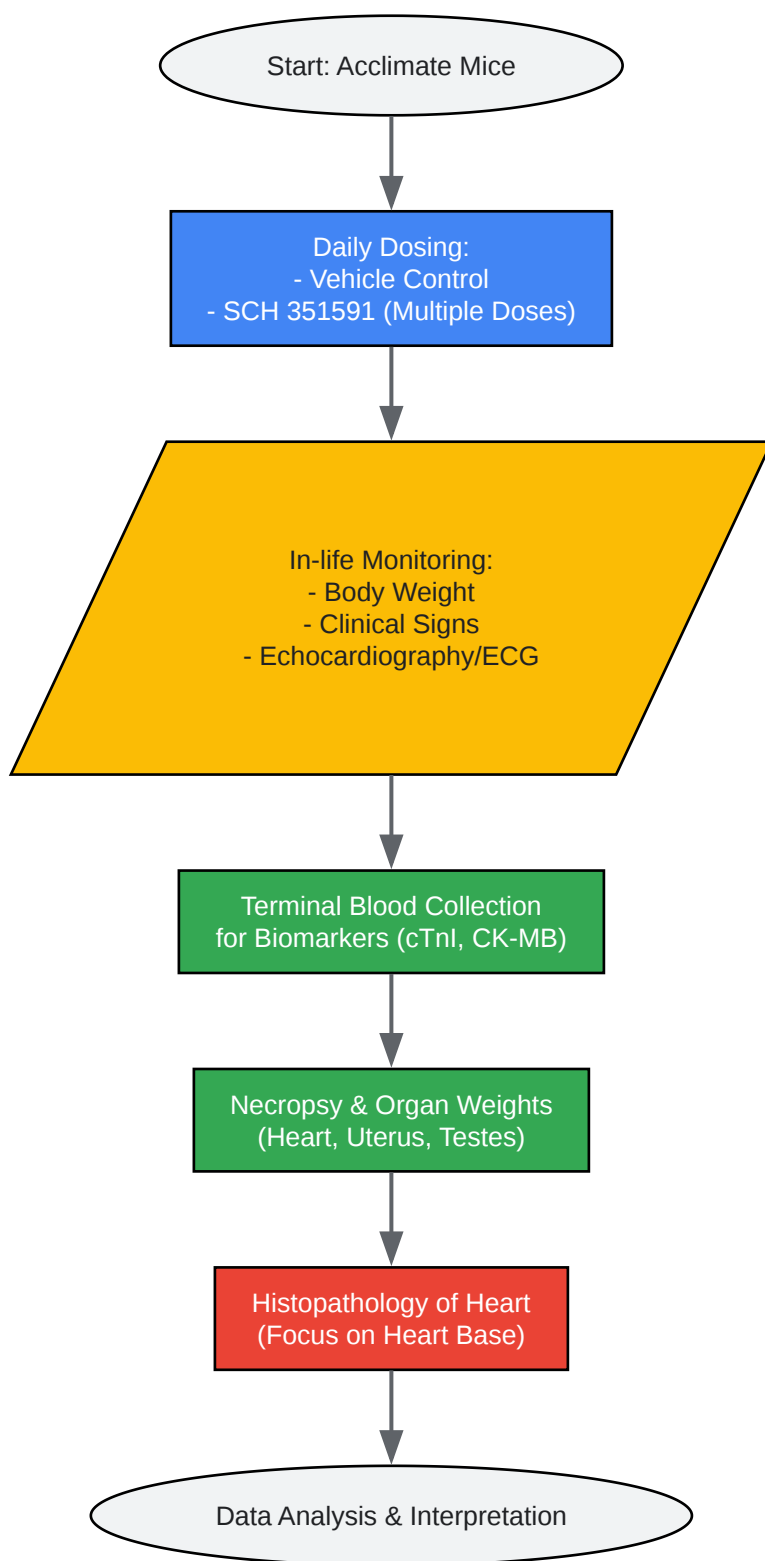 Start: Acclimate Mice
Daily Dosing:
- Vehicle Control
- SCH 351591 (Multiple Doses)
In-life Monitoring:
- Body Weight
- Clinical Signs
- Echocardiography/ECG
Terminal Blood Collection
for Biomarkers (cTnI, CK-MB)
Necropsy & Organ Weights
(Heart, Uterus, Testes)
Histopathology of Heart
(Focus on Heart Base)
Data Analysis & Interpretation